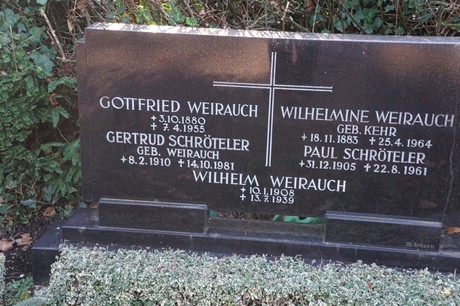 GOTTFRIED WEIRAUCH
* 3.10.1880
+ 7.4.1955
GERTRUD SCHRÖTELER
GEB. WEIRAUCH
* 8.2.1910 + 14.10.1981
WILHELMINE WEIRAUCH
GEB. KEHR
* 18.11.1883 + 25.4.1964
PAUL SCHRÖTELER
* 31.12.1905 + 22.8.1961
WILHELM WEIRAUCH
* 10.1.1908
+ 13.7.1939